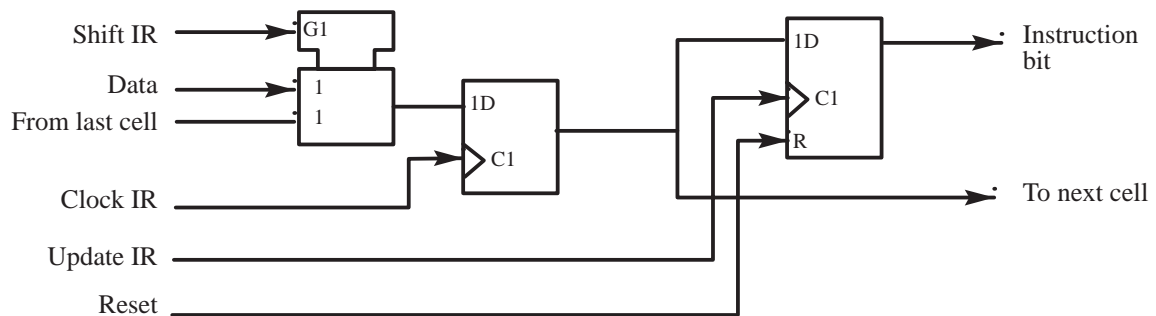 Shift IR
G1
Data
1
From last cell
1
1D
C1
Clock IR
Update IR
Reset
1D
C1
R
Instruction
bit
To next cell